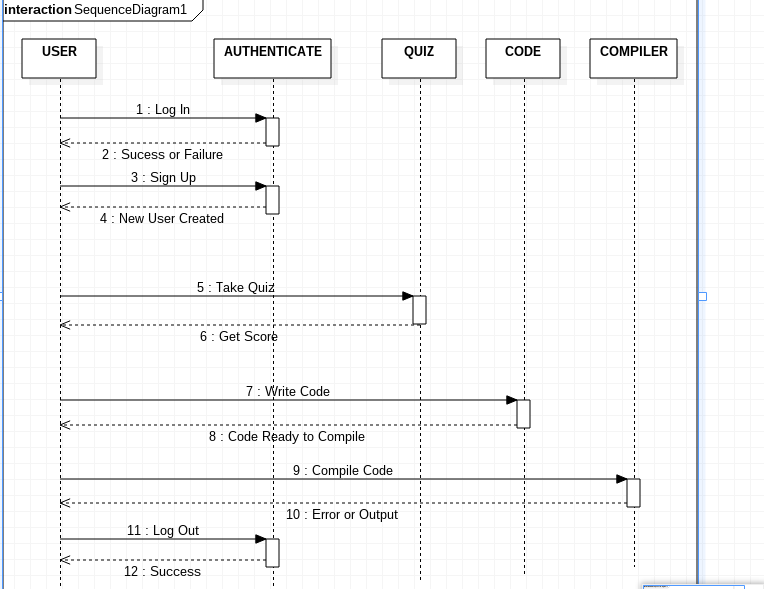 interaction SequenceDiagram1
USER
AUTHENTICATE
QUIZ
CODE
COMPILER
1 : Log In
2 : Sucess or Failure
3 : Sign Up
4 : New User Created
5 : Take Quiz
6 : Get Score
7 : Write Code
8 : Code Ready to Compile
9 : Compile Code
10 : Error or Output
11 : Log Out
12 : Success